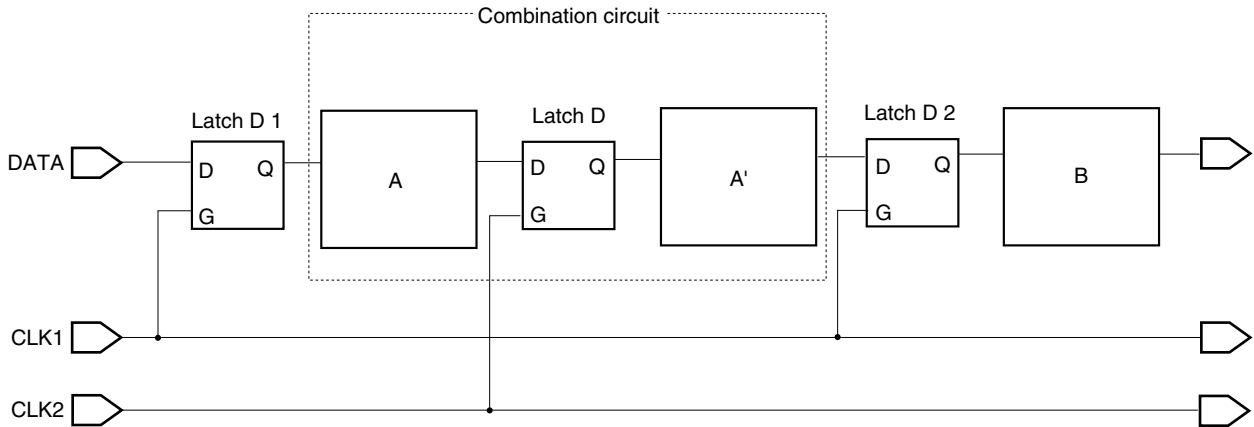 Combination circuit
Latch D 1
Latch D
Latch D 2
DATA
D
Q
G
A
D
Q
G
A'
D
Q
G
B
CLK1
CLK2